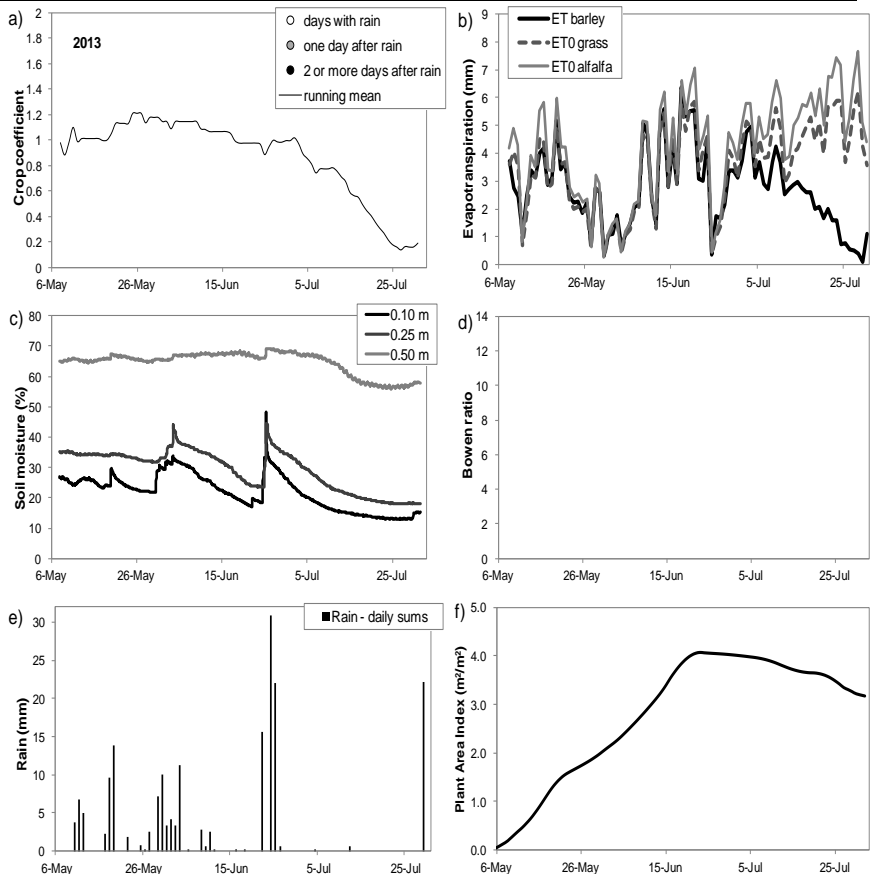 a)
2013
days with rain
one day after rain
2 or more days after rain
running mean
Crop coefficient
2
1.8
1.6
1.4
1.2
1
0.8
0.6
0.4
0.2
0
6-May 26-May 15-Jun 5-Jul 25-Jul
b)
ET barley
ET0 grass
ET0 alfalfa
Evapotranspiration (mm)
9
8
7
6
5
4
3
2
1
0
6-May 26-May 15-Jun 5-Jul 25-Jul
c)
0.10 m
0.25 m
0.50 m
Soil moisture (%)
80
70
60
50
40
30
20
10
0
6-May 26-May 15-Jun 5-Jul 25-Jul
d)
Bowen ratio
14
12
10
8
6
4
2
0
6-May 26-May 15-Jun 5-Jul 25-Jul
e)
Rain - daily sums
Rain (mm)
30
25
20
15
10
5
0
6-May 26-May 15-Jun 5-Jul 25-Jul
f)
Plant Area Index (m²/m²)
5.0
4.0
3.0
2.0
1.0
0.0
6-May 26-May 15-Jun 5-Jul 25-Jul